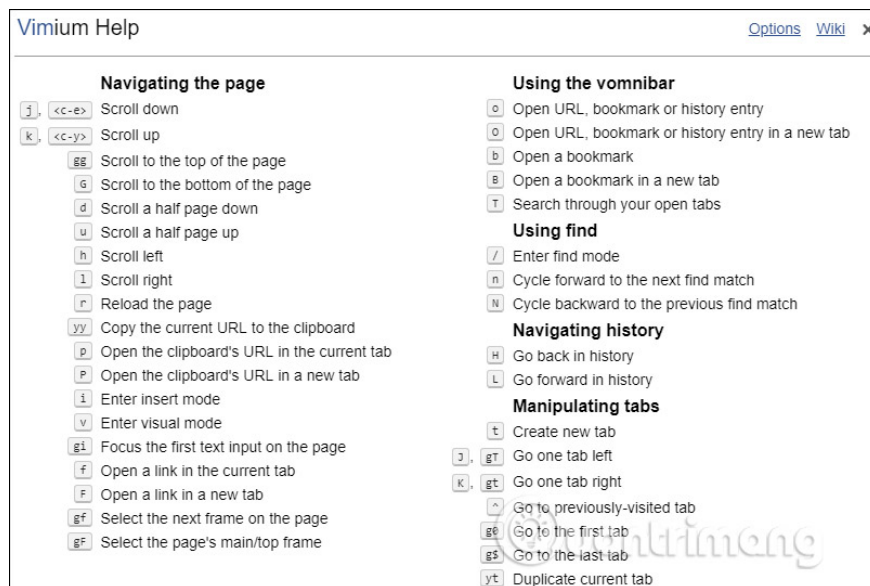 Vimium Help
Options Wiki ×
Navigating the page
j, <c-e> Scroll down
k, <c-y> Scroll up
gg Scroll to the top of the page
G Scroll to the bottom of the page
d Scroll a half page down
u Scroll a half page up
h Scroll left
l Scroll right
r Reload the page
yy Copy the current URL to the clipboard
p Open the clipboard's URL in the current tab
P Open the clipboard's URL in a new tab
i Enter insert mode
v Enter visual mode
gi Focus the first text input on the page
f Open a link in the current tab
F Open a link in a new tab
gf Select the next frame on the page
gF Select the page's main/top frame
Using the vomnibar
o Open URL, bookmark or history entry
O Open URL, bookmark or history entry in a new tab
b Open a bookmark
B Open a bookmark in a new tab
T Search through your open tabs
Using find
/ Enter find mode
n Cycle forward to the next find match
N Cycle backward to the previous find match
Navigating history
H Go back in history
L Go forward in history
Manipulating tabs
t Create new tab
J, gT Go one tab left
K, gt Go one tab right
^ Go to previously-visited tab
g0 Go to the first tab
g$ Go to the last tab
yt Duplicate current tab
quantrimang